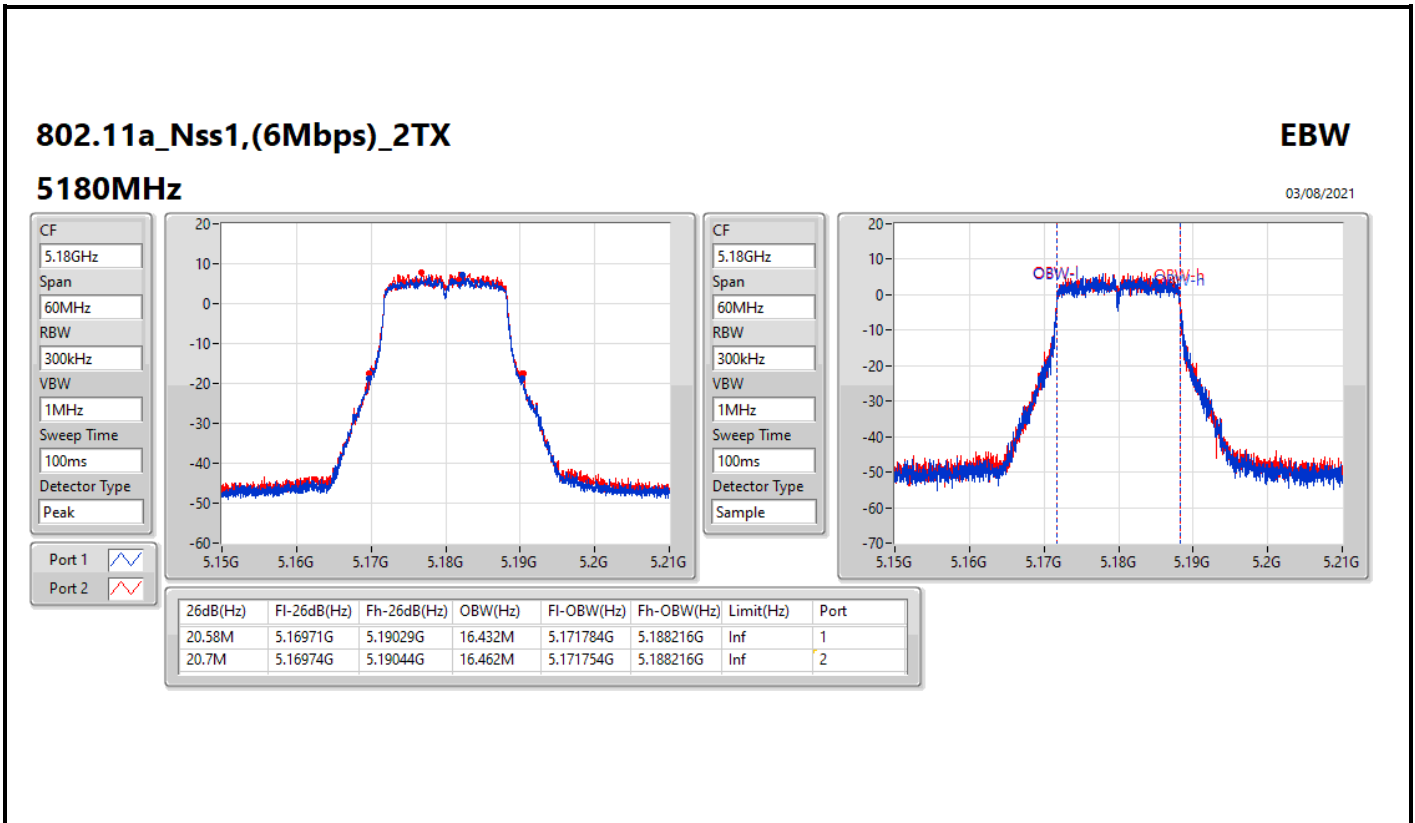 802.11a_Nss1,(6Mbps)_2TX
EBW
5180MHz
03/08/2021
CF
5.18GHz
Span
60MHz
RBW
300kHz
VBW
1MHz
Sweep Time
100ms
Detector Type
Peak
Port 1
Port 2
20
10
0
-10
-20
-30
-40
-50
-60
5.15G 5.16G 5.17G 5.18G 5.19G 5.2G 5.21G
CF
5.18GHz
Span
60MHz
RBW
300kHz
VBW
1MHz
Sweep Time
100ms
Detector Type
Sample
20
10
0
-10
-20
-30
-40
-50
-60
-70
OBW-l OBW-h
5.15G 5.16G 5.17G 5.18G 5.19G 5.2G 5.21G
26dB(Hz) Fl-26dB(Hz) Fh-26dB(Hz) OBW(Hz) Fl-OBW(Hz) Fh-OBW(Hz) Limit(Hz) Port
20.58M 5.16971G 5.19029G 16.432M 5.171784G 5.188216G Inf 1
20.7M 5.16974G 5.19044G 16.462M 5.171754G 5.188216G Inf 2